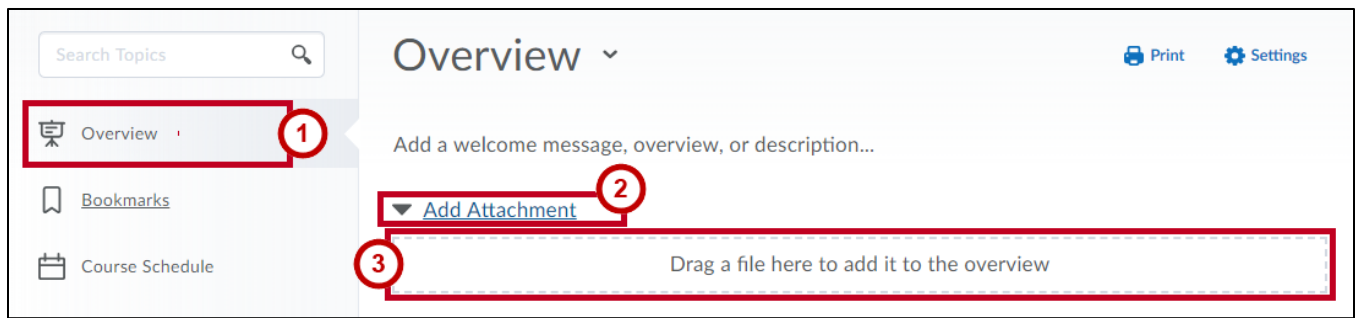 Search Topics
Overview
1
Bookmarks
Course Schedule
Overview
Print
Settings
Add a welcome message, overview, or description...
2
Add Attachment
3
Drag a file here to add it to the overview